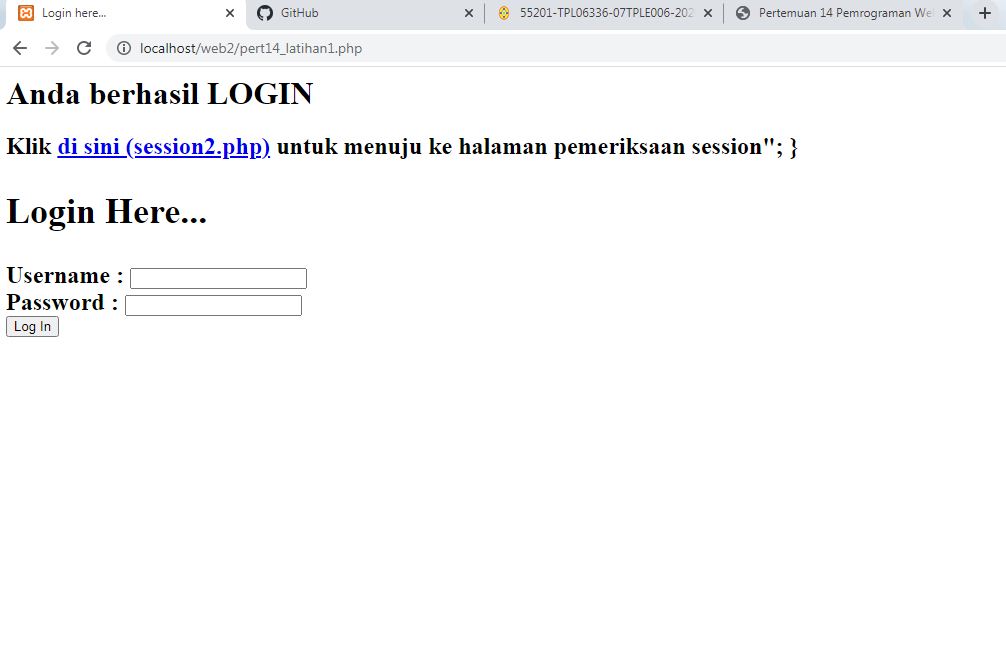 Login here...
GitHub
55201-TPL06336-07TPLE006-202
Pertemuan 14 Pemrograman We
localhost/web2/pert14_latihan1.php
Anda berhasil LOGIN
Klik di sini (session2.php) untuk menuju ke halaman pemeriksaan session"; }
Login Here...
Username :
Password :
Log In